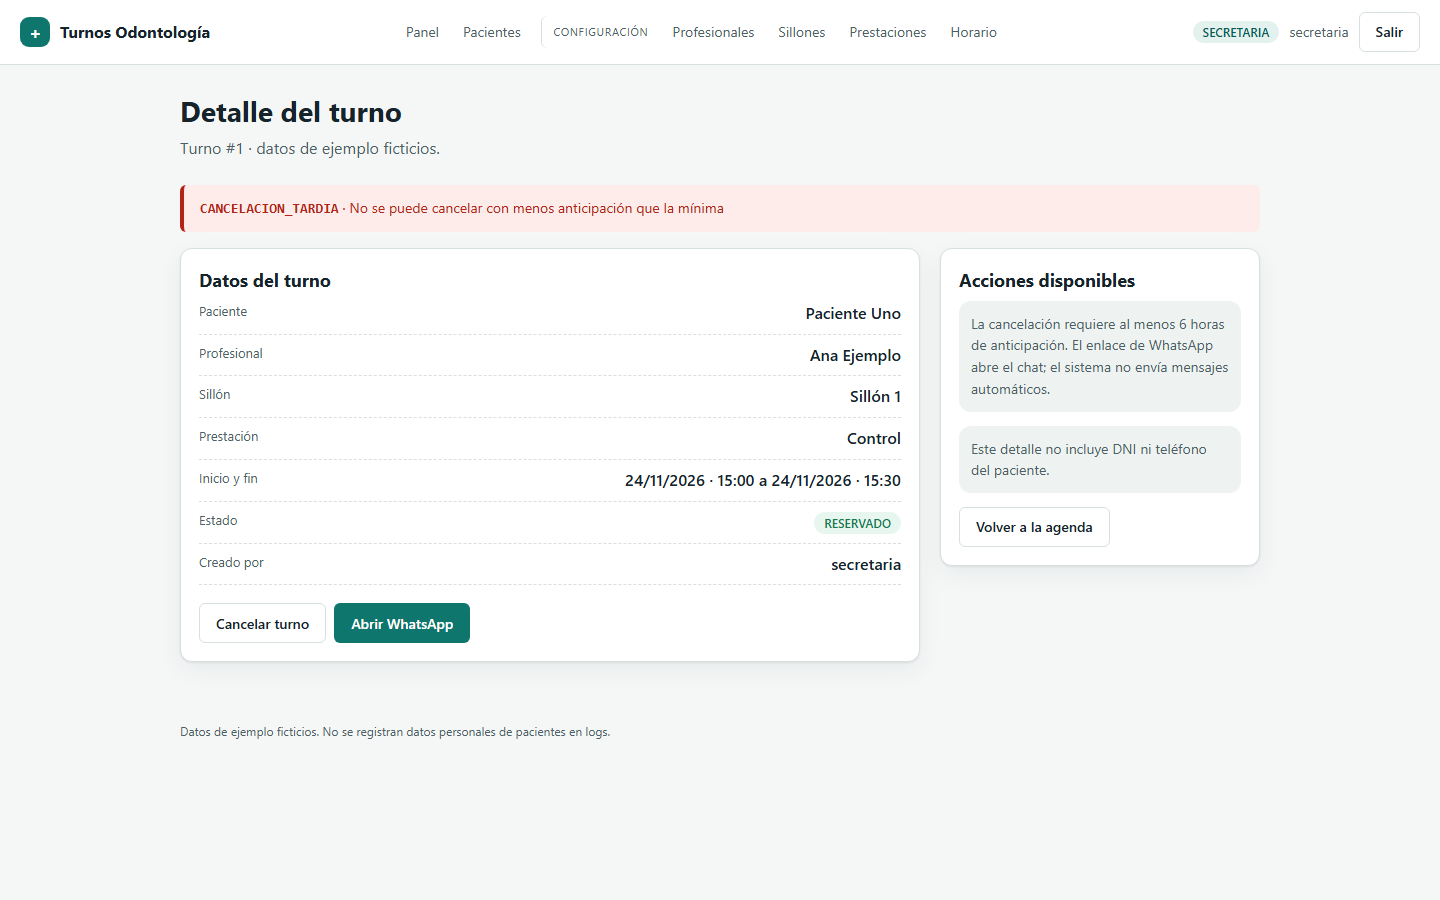 + Turnos Odontología
Panel Pacientes CONFIGURACIÓN Profesionales Sillones Prestaciones Horario
SECRETARIA secretaria Salir
Detalle del turno
Turno #1 · datos de ejemplo ficticios.
CANCELACION_TARDIA · No se puede cancelar con menos anticipación que la mínima
Datos del turno
Paciente Paciente Uno
Profesional Ana Ejemplo
Sillón Sillón 1
Prestación Control
Inicio y fin 24/11/2026 · 15:00 a 24/11/2026 · 15:30
Estado RESERVADO
Creado por secretaria
Cancelar turno Abrir WhatsApp
Acciones disponibles
La cancelación requiere al menos 6 horas
de anticipación. El enlace de WhatsApp
abre el chat; el sistema no envía mensajes
automáticos.
Este detalle no incluye DNI ni teléfono
del paciente.
Volver a la agenda
Datos de ejemplo ficticios. No se registran datos personales de pacientes en logs.